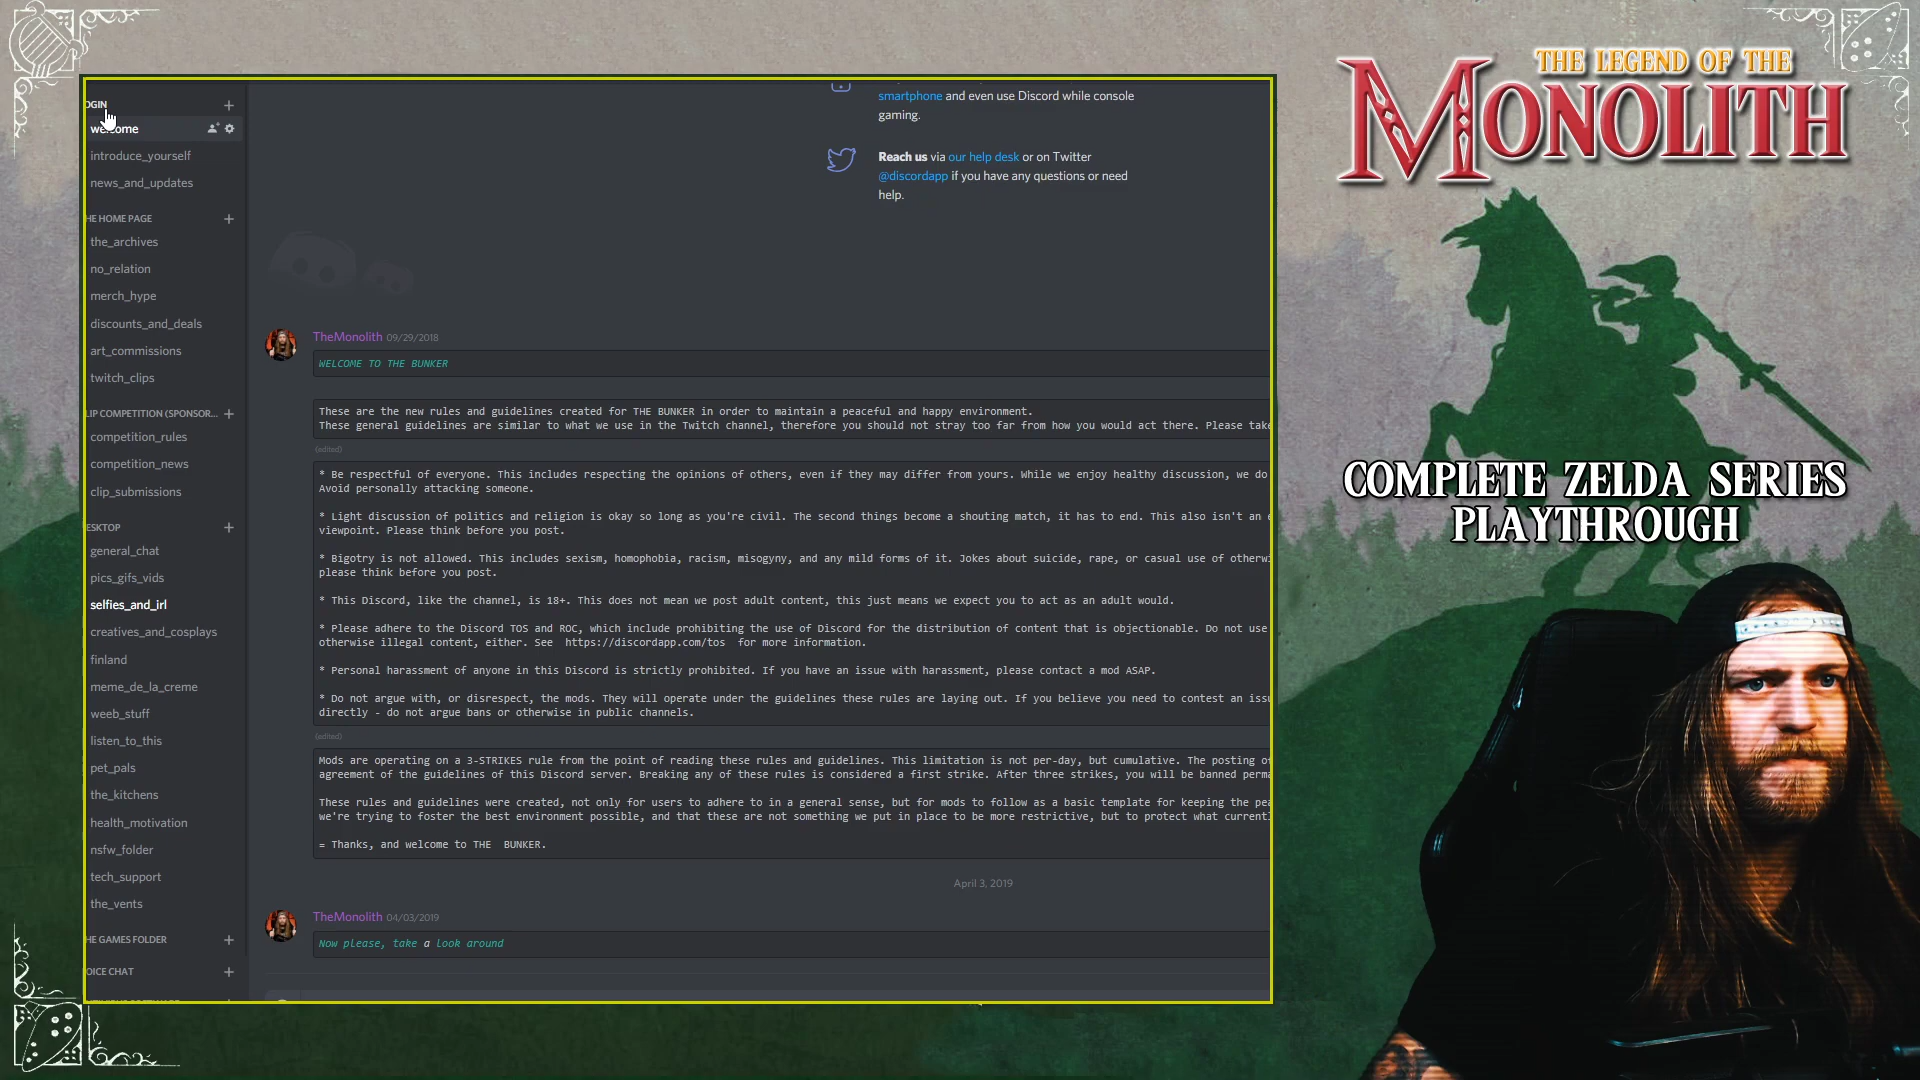 OGIN
welcome
introduce_yourself
news_and_updates
HE HOME PAGE
the_archives
no_relation
merch_hype
discounts_and_deals
art_commissions
twitch_clips
LIP COMPETITION (SPONSOR...
competition_rules
competition_news
clip_submissions
ESKTOP
general_chat
pics_gifs_vids
selfies_and_irl
creatives_and_cosplays
finland
meme_de_la_creme
weeb_stuff
listen_to_this
pet_pals
the_kitchens
health_motivation
nsfw_folder
tech_support
the_vents
HE GAMES FOLDER
OICE CHAT
smartphone and even use Discord while console
gaming.
Reach us via our help desk or on Twitter
@discordapp if you have any questions or need
help.
TheMonolith 09/29/2018
WELCOME TO THE BUNKER
These are the new rules and guidelines created for THE BUNKER in order to maintain a peaceful and happy environment.
These general guidelines are similar to what we use in the Twitch channel, therefore you should not stray too far from how you would act there. Please take
(edited)
* Be respectful of everyone. This includes respecting the opinions of others, even if they may differ from yours. While we enjoy healthy discussion, we do
Avoid personally attacking someone.
* Light discussion of politics and religion is okay so long as you're civil. The second things become a shouting match, it has to end. This also isn't an
viewpoint. Please think before you post.
* Bigotry is not allowed. This includes sexism, homophobia, racism, misogyny, and any mild forms of it. Jokes about suicide, rape, or casual use of otherwi
please think before you post.
* This Discord, like the channel, is 18+. This does not mean we post adult content, this just means we expect you to act as an adult would.
* Please adhere to the Discord TOS and ROC, which include prohibiting the use of Discord for the distribution of content that is objectionable. Do not use
otherwise illegal content, either. See https://discordapp.com/tos for more information.
* Personal harassment of anyone in this Discord is strictly prohibited. If you have an issue with harassment, please contact a mod ASAP.
* Do not argue with, or disrespect, the mods. They will operate under the guidelines these rules are laying out. If you believe you need to contest an issu
directly - do not argue bans or otherwise in public channels.
(edited)
Mods are operating on a 3-STRIKES rule from the point of reading these rules and guidelines. This limitation is not per-day, but cumulative. The posting o
agreement of the guidelines of this Discord server. Breaking any of these rules is considered a first strike. After three strikes, you will be banned perma
These rules and guidelines were created, not only for users to adhere to in a general sense, but for mods to follow as a basic template for keeping the pea
we're trying to foster the best environment possible, and that these are not something we put in place to be more restrictive, but to protect what current
= Thanks, and welcome to THE BUNKER.
April 3, 2019
TheMonolith 04/03/2019
Now please, take a look around
THE LEGEND OF THE
MONOLITH
COMPLETE ZELDA SERIES
PLAYTHROUGH